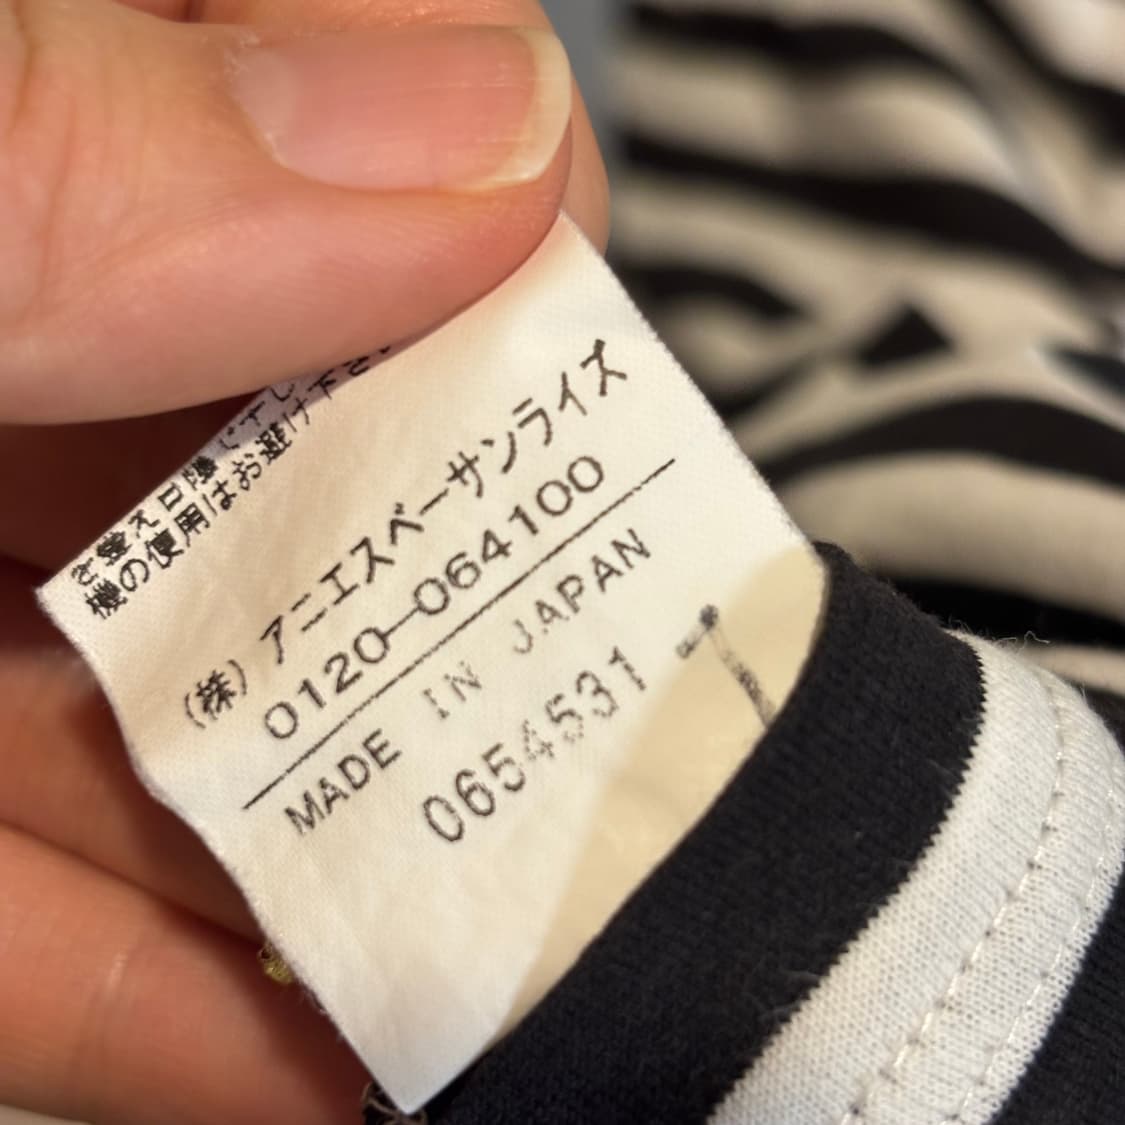 機の使用はお避け下さ
(株)アニエスベーサンライズ
0120-064100
MADE IN JAPAN
0654531